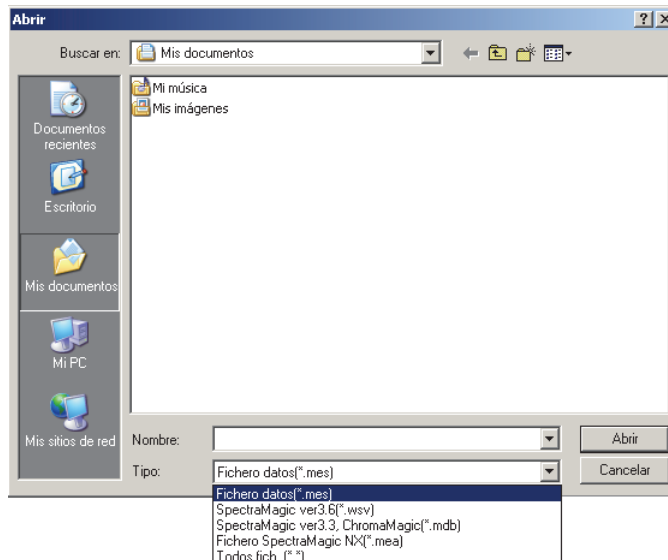 Abrir
Buscar en: Mis documentos
Mi música
Mis imágenes
Documentos
recientes
Escritorio
Mis documentos
Mi PC
Mis sitios de red
Nombre:
Abrir
Tipo: Fichero datos(*.mes)
Cancelar
Fichero datos(*.mes)
SpectraMagic ver3.6(*.wsv)
SpectraMagic ver3.3, ChromaMagic(*.mdb)
Fichero SpectraMagic NX(*.mea)
Todos fich. (*.*)